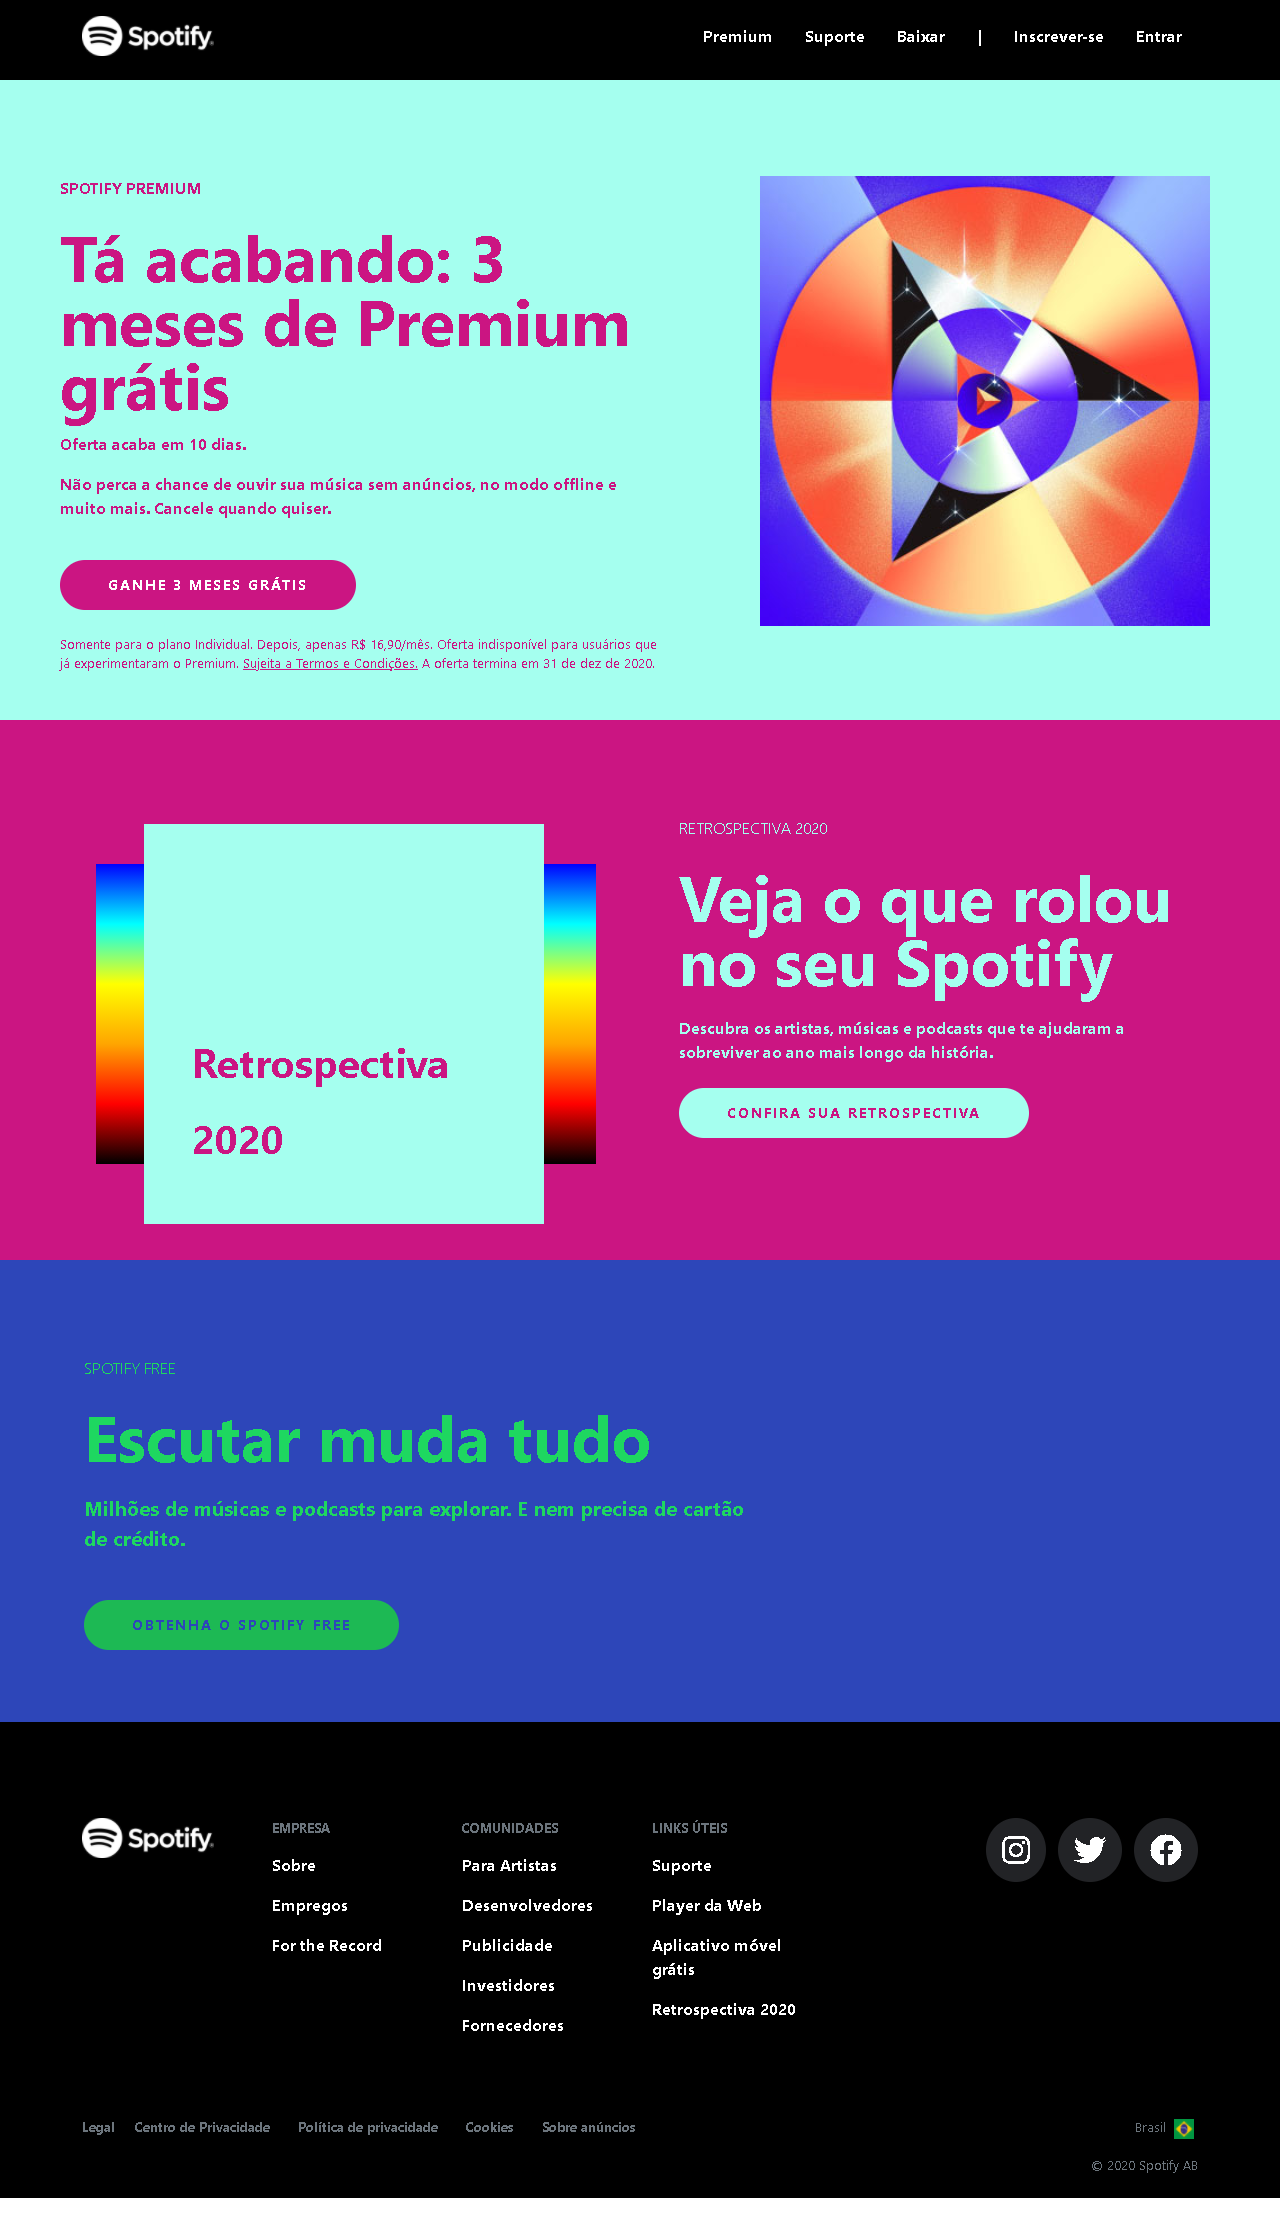 Spotify
Premium Suporte Baixar | Inscrever-se Entrar
SPOTIFY PREMIUM
Tá acabando: 3
meses de Premium
grátis
Oferta acaba em 10 dias.
Não perca a chance de ouvir sua música sem anúncios, no modo offline e
muito mais. Cancele quando quiser.
GANHE 3 MESES GRÁTIS
Somente para o plano Individual. Depois, apenas R$ 16,90/mês. Oferta indisponível para usuários que
já experimentaram o Premium. Sujeita a Termos e Condições. A oferta termina em 31 de dez de 2020.
Retrospectiva
2020
RETROSPECTIVA 2020
Veja o que rolou
no seu Spotify
Descubra os artistas, músicas e podcasts que te ajudaram a
sobreviver ao ano mais longo da história.
CONFIRA SUA RETROSPECTIVA
SPOTIFY FREE
Escutar muda tudo
Milhões de músicas e podcasts para explorar. E nem precisa de cartão
de crédito.
OBTENHA O SPOTIFY FREE
Spotify
EMPRESA
Sobre
Empregos
For the Record
COMUNIDADES
Para Artistas
Desenvolvedores
Publicidade
Investidores
Fornecedores
LINKS ÚTEIS
Suporte
Player da Web
Aplicativo móvel
grátis
Retrospectiva 2020
Legal Centro de Privacidade Política de privacidade Cookies Sobre anúncios
Brasil
© 2020 Spotify AB